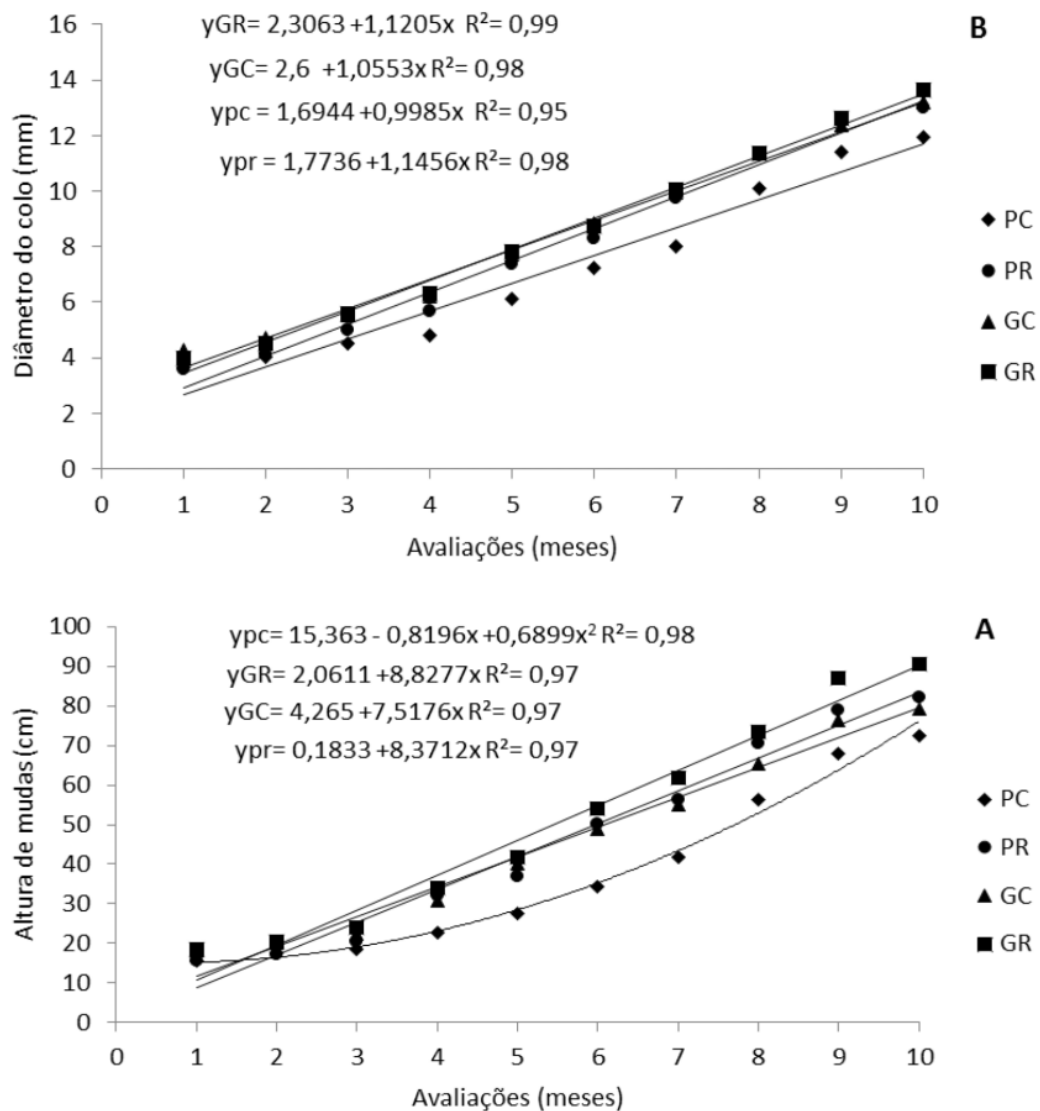 16
14
12
10
8
6
4
2
0
Diâmetro do colo (mm)
yGR= 2,3063 +1,1205x R²= 0,99
yGC= 2,6 +1,0553x R²= 0,98
ypc = 1,6944 +0,9985x R²= 0,95
ypr = 1,7736 +1,1456x R²= 0,98
B
PC
PR
GC
GR
0 1 2 3 4 5 6 7 8 9 10
Avaliações (meses)
100
90
80
70
60
50
40
30
20
10
0
Altura de mudas (cm)
ypc= 15,363 - 0,8196x +0,6899x² R²= 0,98
yGR= 2,0611 +8,8277x R²= 0,97
yGC= 4,265 +7,5176x R²= 0,97
ypr= 0,1833 +8,3712x R²= 0,97
A
PC
PR
GC
GR
0 1 2 3 4 5 6 7 8 9 10
Avaliações (meses)